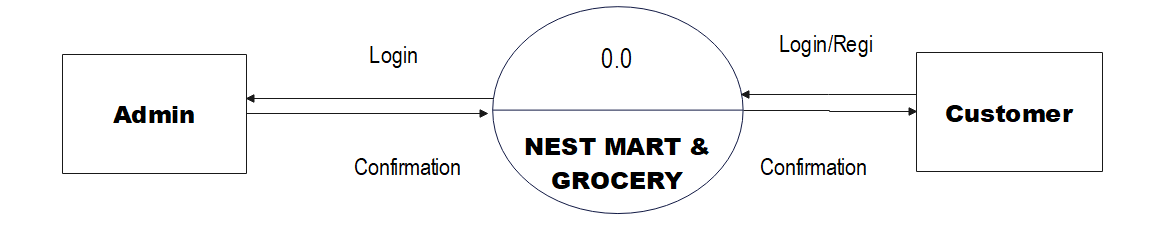 Login
0.0
Login/Regi
Admin
Customer
NEST MART &
GROCERY
Confirmation
Confirmation